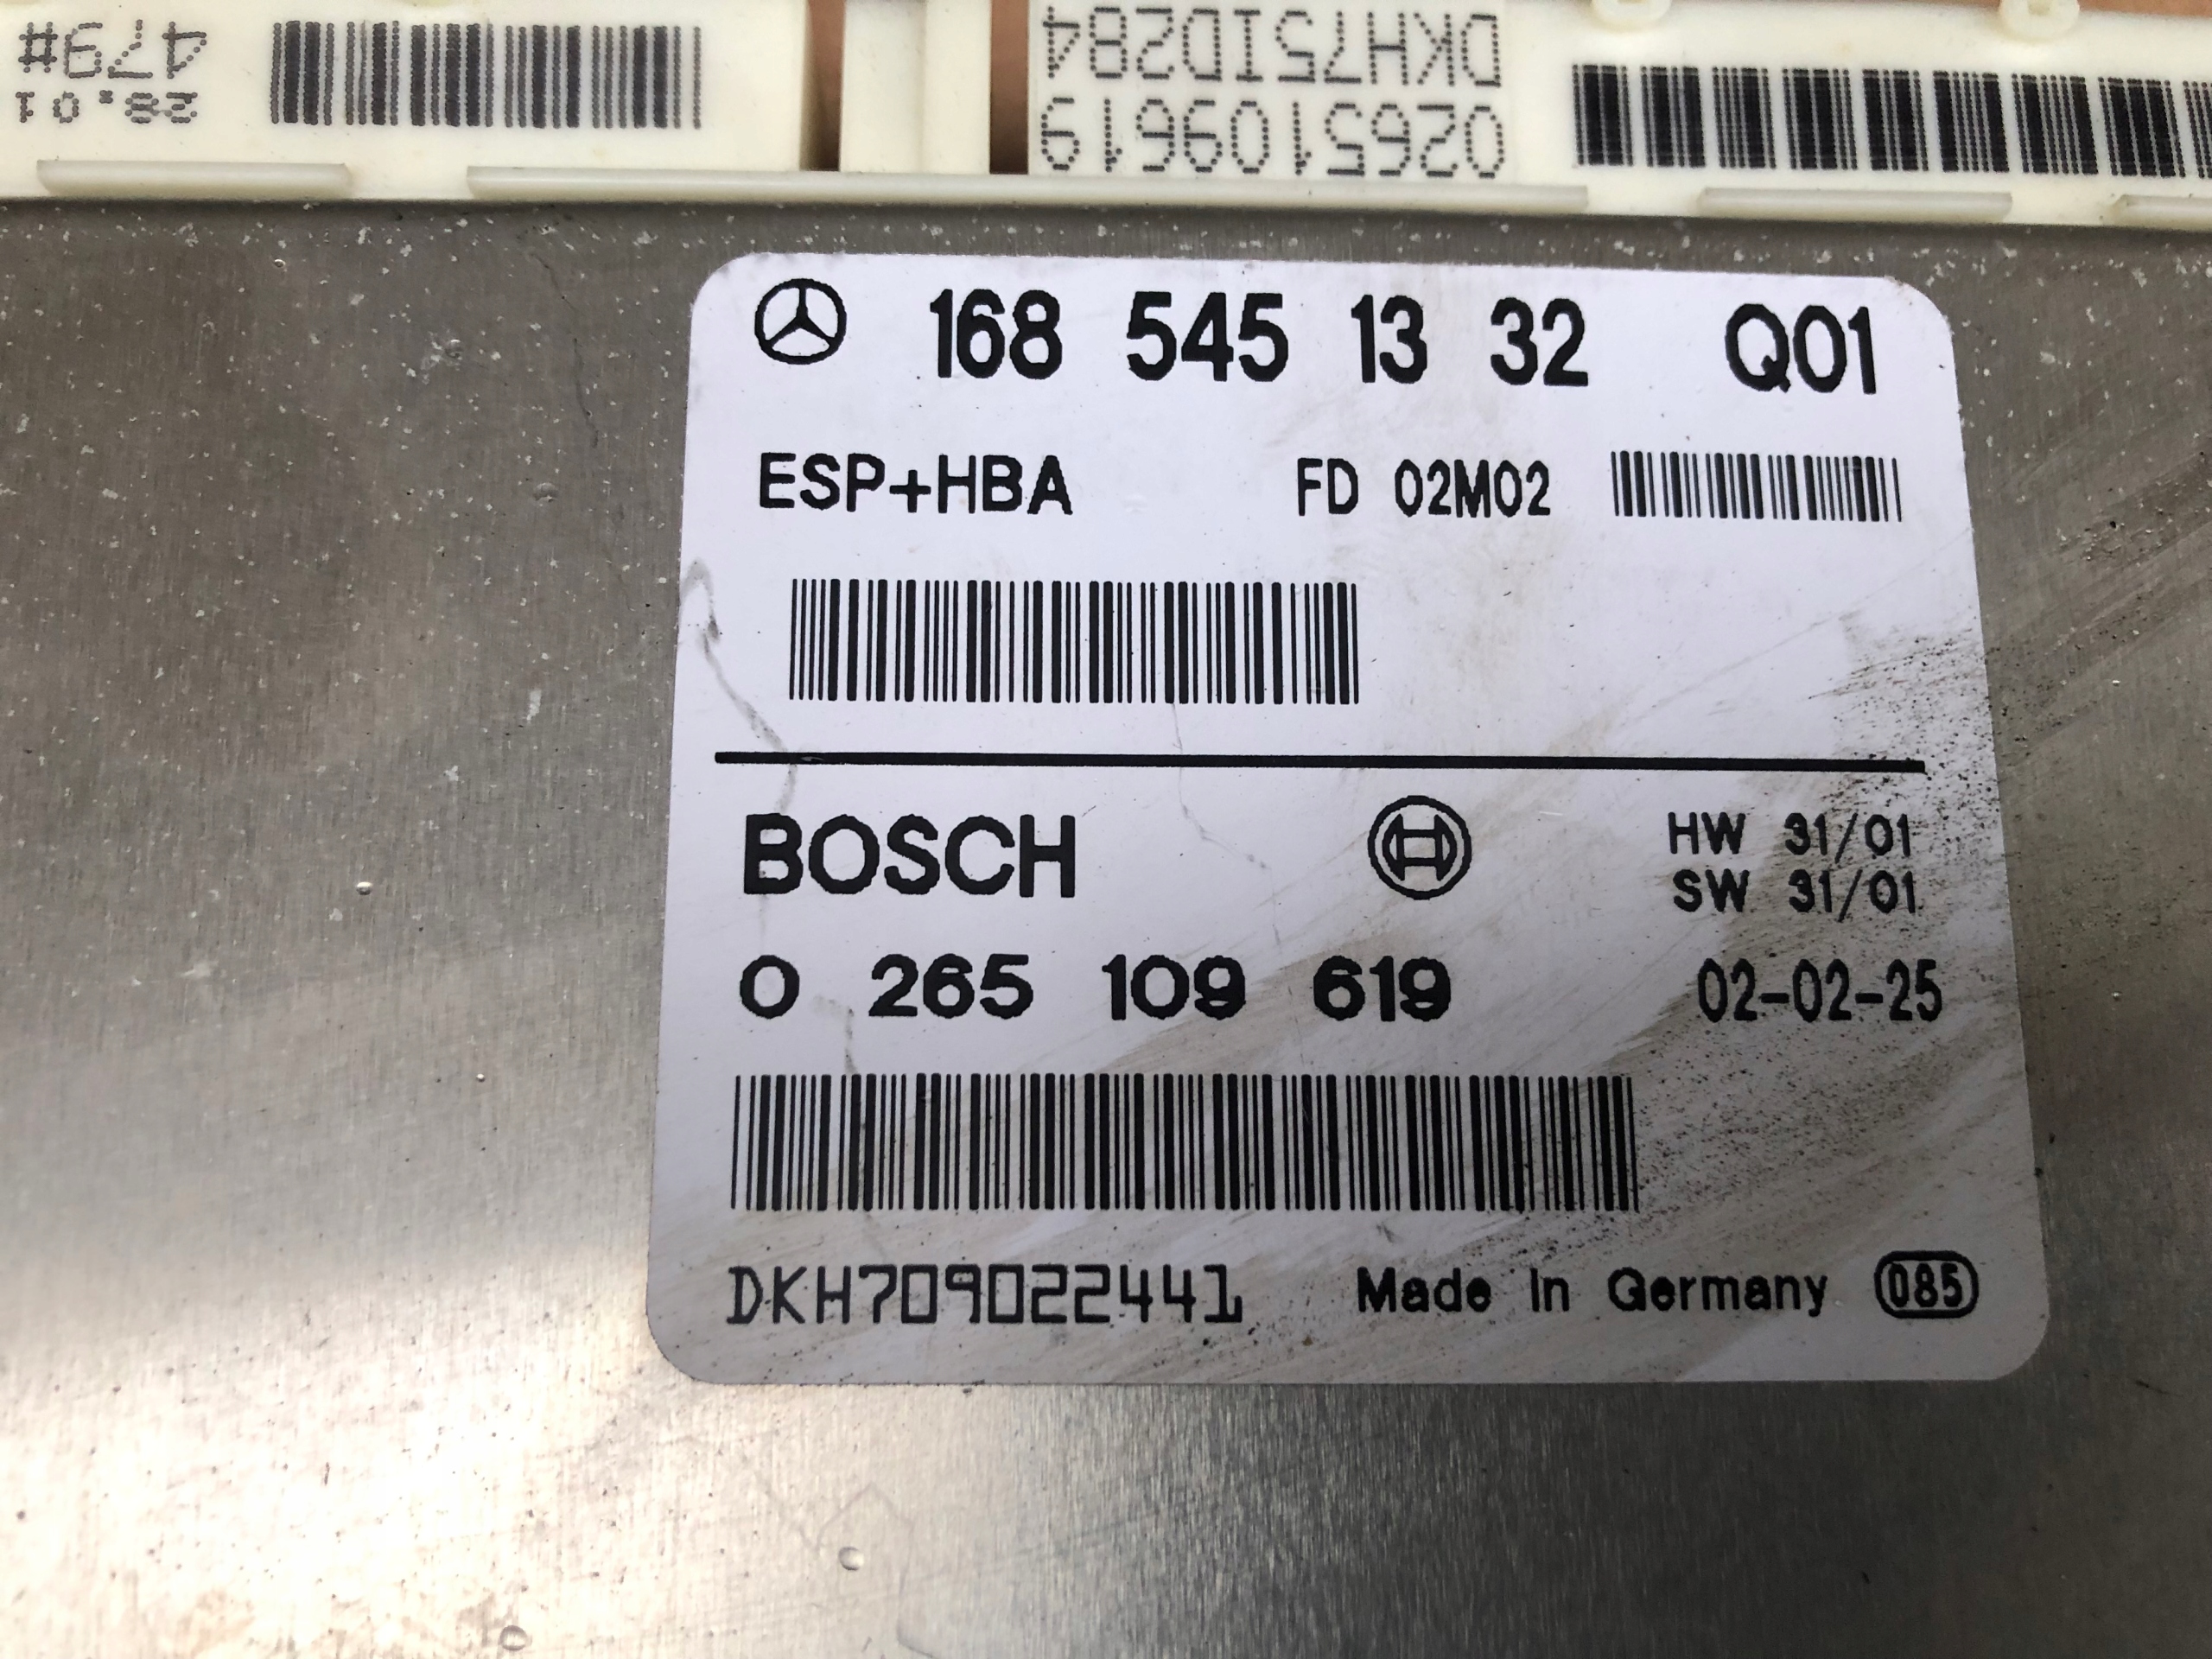 479#
28.01
DKH75ID284
0265109619
168 545 13 32 Q01
ESP+HBA FD 02M02
BOSCH
HW 31/01
SW 31/01
0 265 109 619 02-02-25
DKH709022441 Made in Germany 085